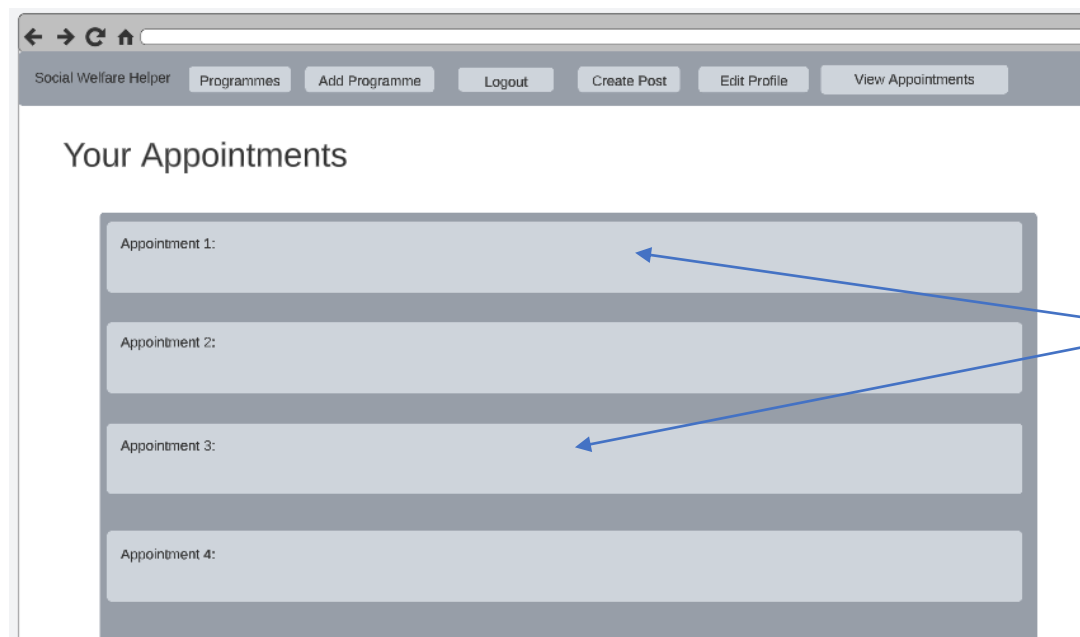 Social Welfare Helper Programmes Add Programme Logout Create Post Edit Profile View Appointments
Your Appointments
Appointment 1:
Appointment 2:
Appointment 3:
Appointment 4: